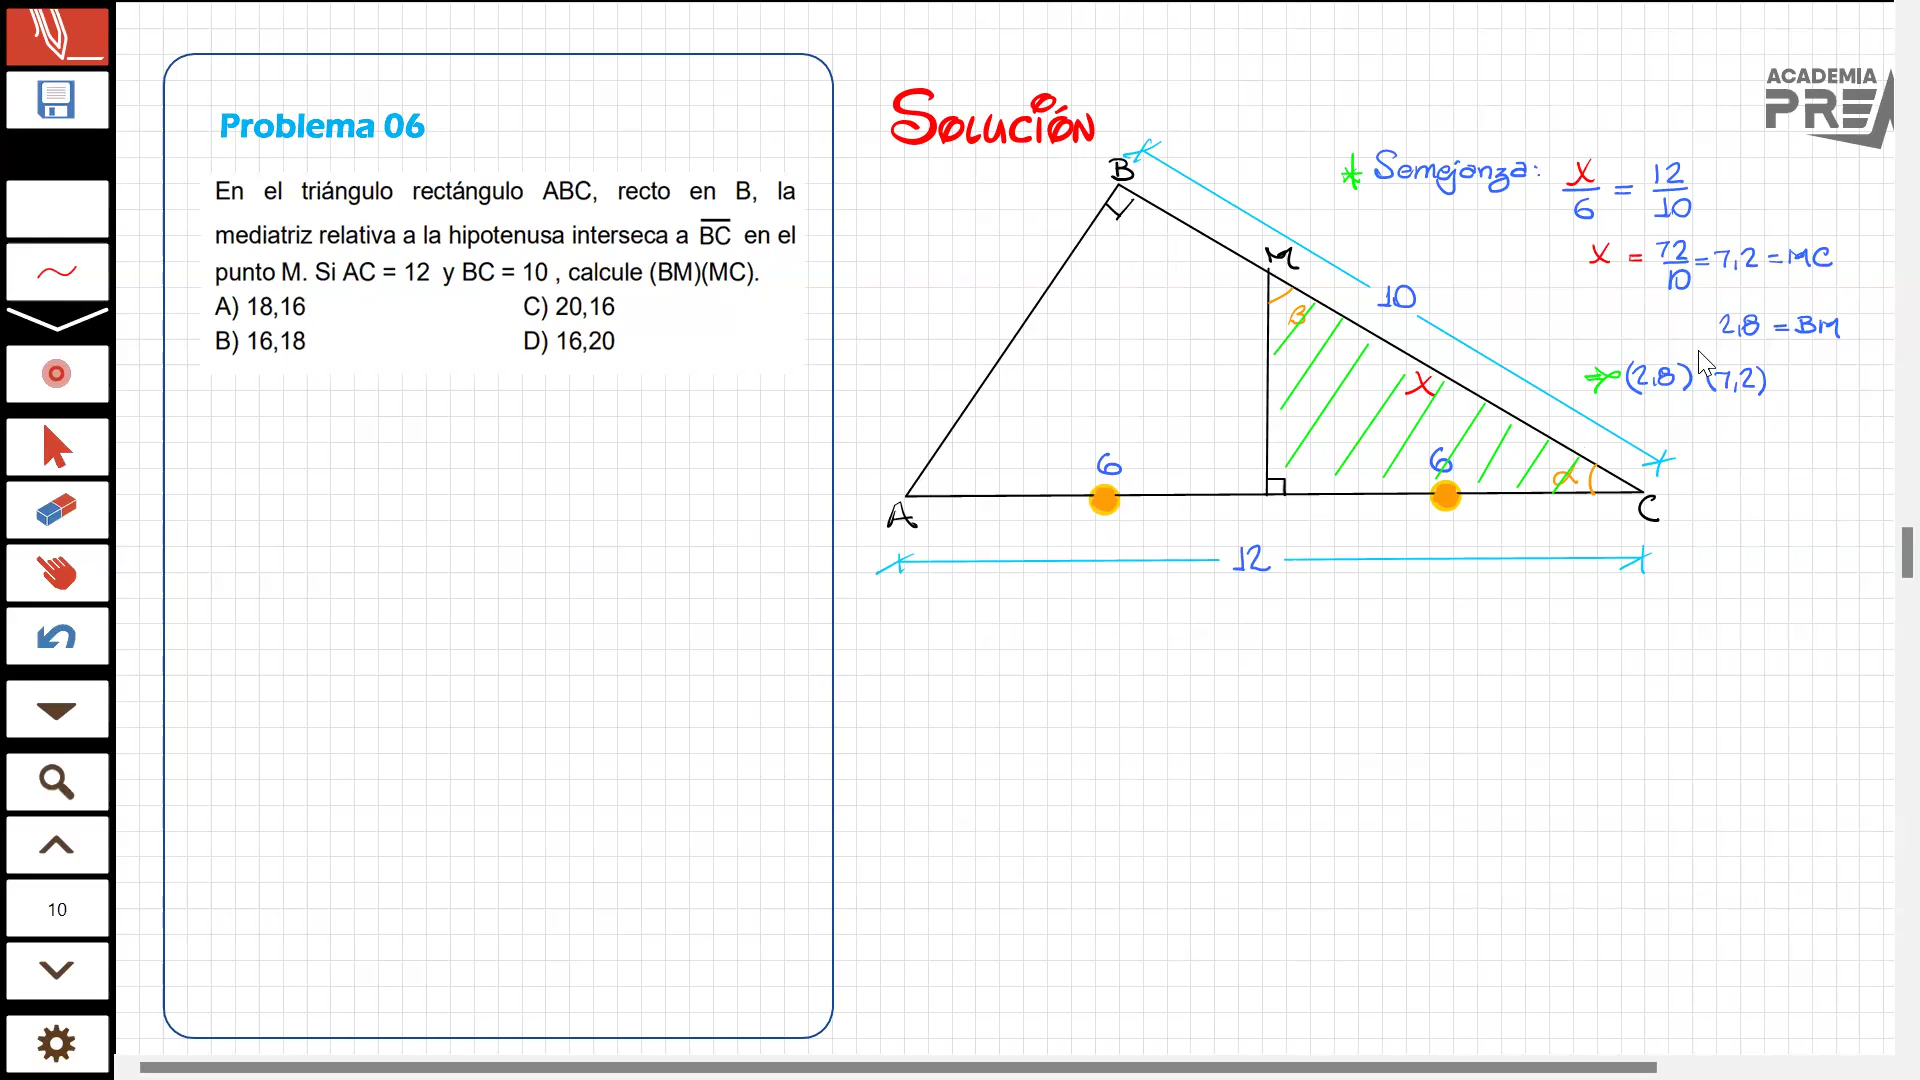 Problema 06
En el triángulo rectángulo ABC, recto en B, la
mediatriz relativa a la hipotenusa interseca a BC en el
punto M. Si AC = 12 y BC = 10 , calcule (BM)(MC).
A) 18,16
C) 20,16
B) 16,18
D) 16,20
10
SOLUCIÓN
ACADEMIA
PRE
* Semejanza: x/6 = 12/10
x = 72/10 = 7,2 = MC
2,8 = BM
(2,8) (7,2)
B
M
10
β
x
6
6
α
A
C
12